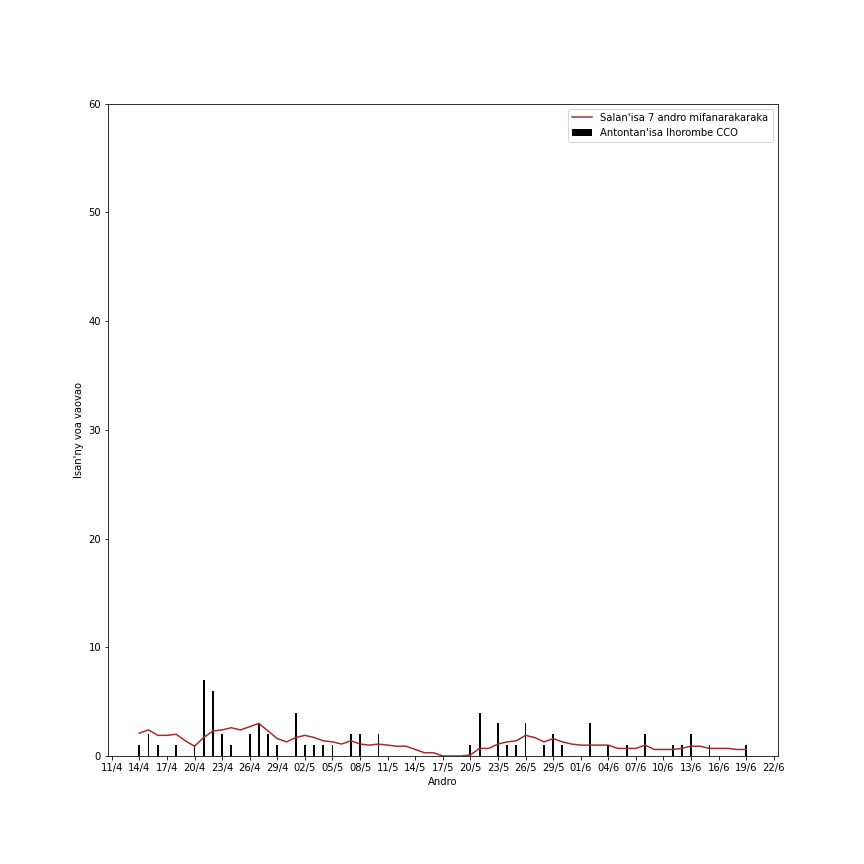 Salan'isa 7 andro mifanarakaraka
Antontan'isa Ihorombe CCO
60
50
40
30
20
10
0
Isan'ny voa vaovao
11/4 14/4 17/4 20/4 23/4 26/4 29/4 02/5 05/5 08/5 11/5 14/5 17/5 20/5 23/5 26/5 29/5 01/6 04/6 07/6 10/6 13/6 16/6 19/6 22/6
Andro